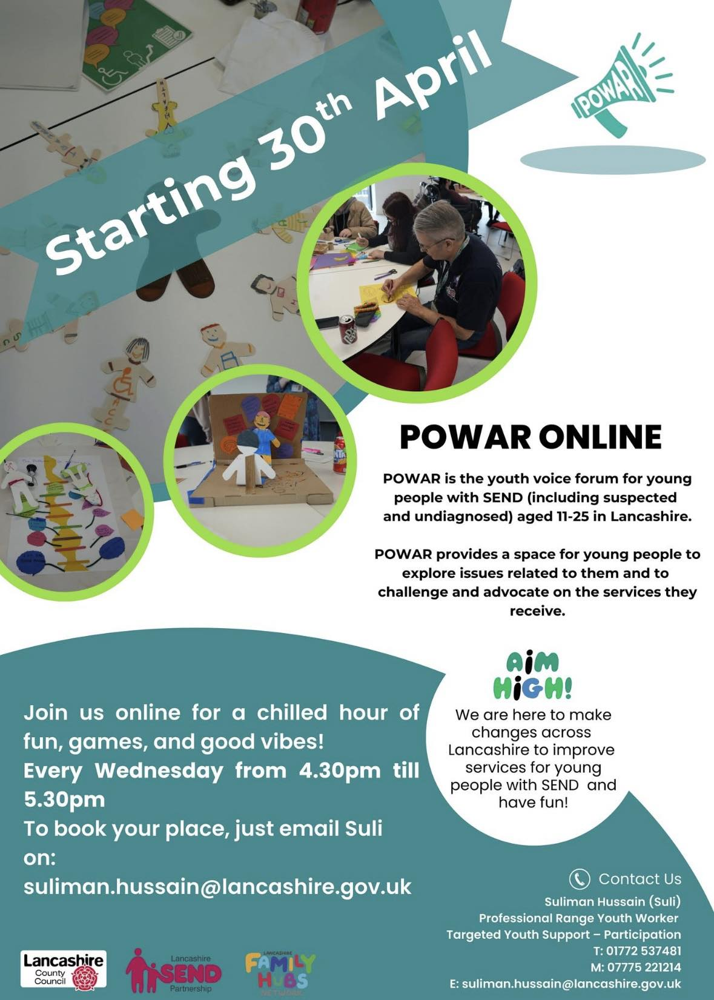 Starting 30th April
POWAR
POWAR ONLINE
POWAR is the youth voice forum for young
people with SEND (including suspected
and undiagnosed) aged 11-25 in Lancashire.
POWAR provides a space for young people to
explore issues related to them and to
challenge and advocate on the services they
receive.
AiM
HiGH!
We are here to make
changes across
Lancashire to improve
services for young
people with SEND and
have fun!
Join us online for a chilled hour of
fun, games, and good vibes!
Every Wednesday from 4.30pm till
5.30pm
To book your place, just email Suli
on:
suliman.hussain@lancashire.gov.uk
Contact Us
Suliman Hussain (Suli)
Professional Range Youth Worker
Targeted Youth Support – Participation
T: 01772 537481
M: 07775 221214
E: suliman.hussain@lancashire.gov.uk
Lancashire
County
Council
Lancashire
SEND
Partnership
LANCASHIRE
FAMILY
HUBS
NETWORK